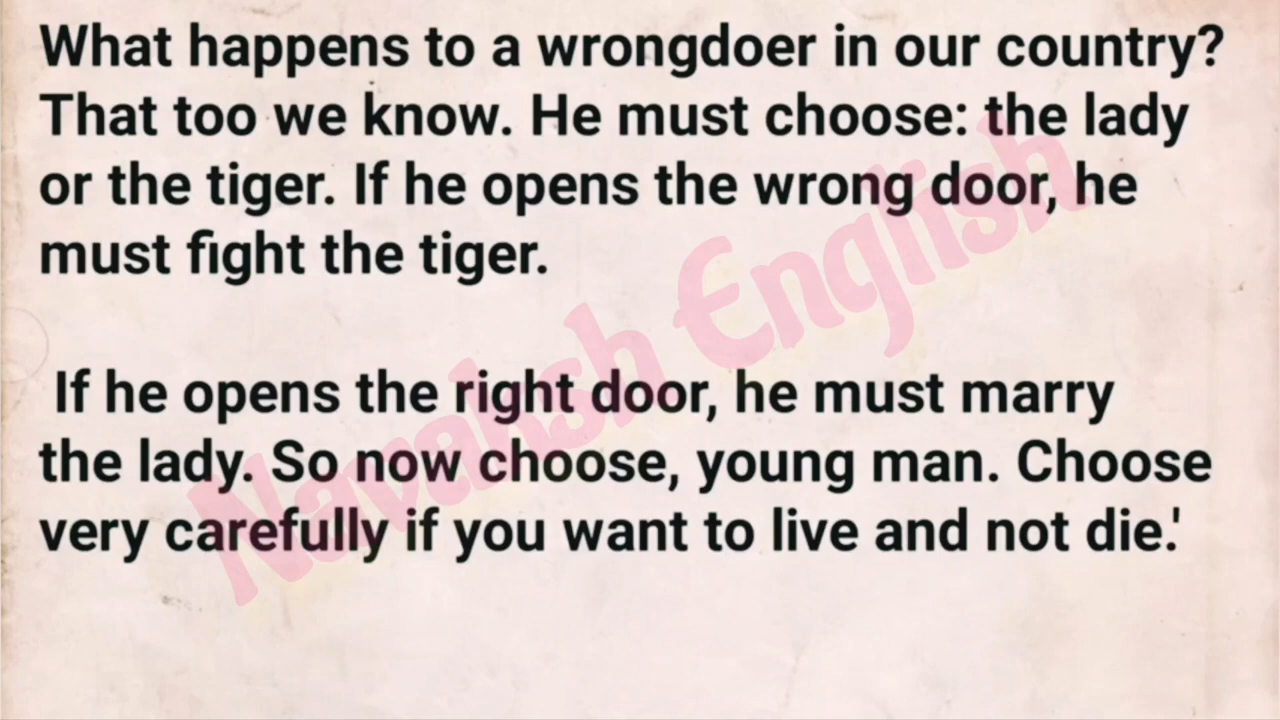 What happens to a wrongdoer in our country?
That too we know. He must choose: the lady
or the tiger. If he opens the wrong door, he
must fight the tiger.
If he opens the right door, he must marry
the lady. So now choose, young man. Choose
very carefully if you want to live and not die.'
Navahsh English